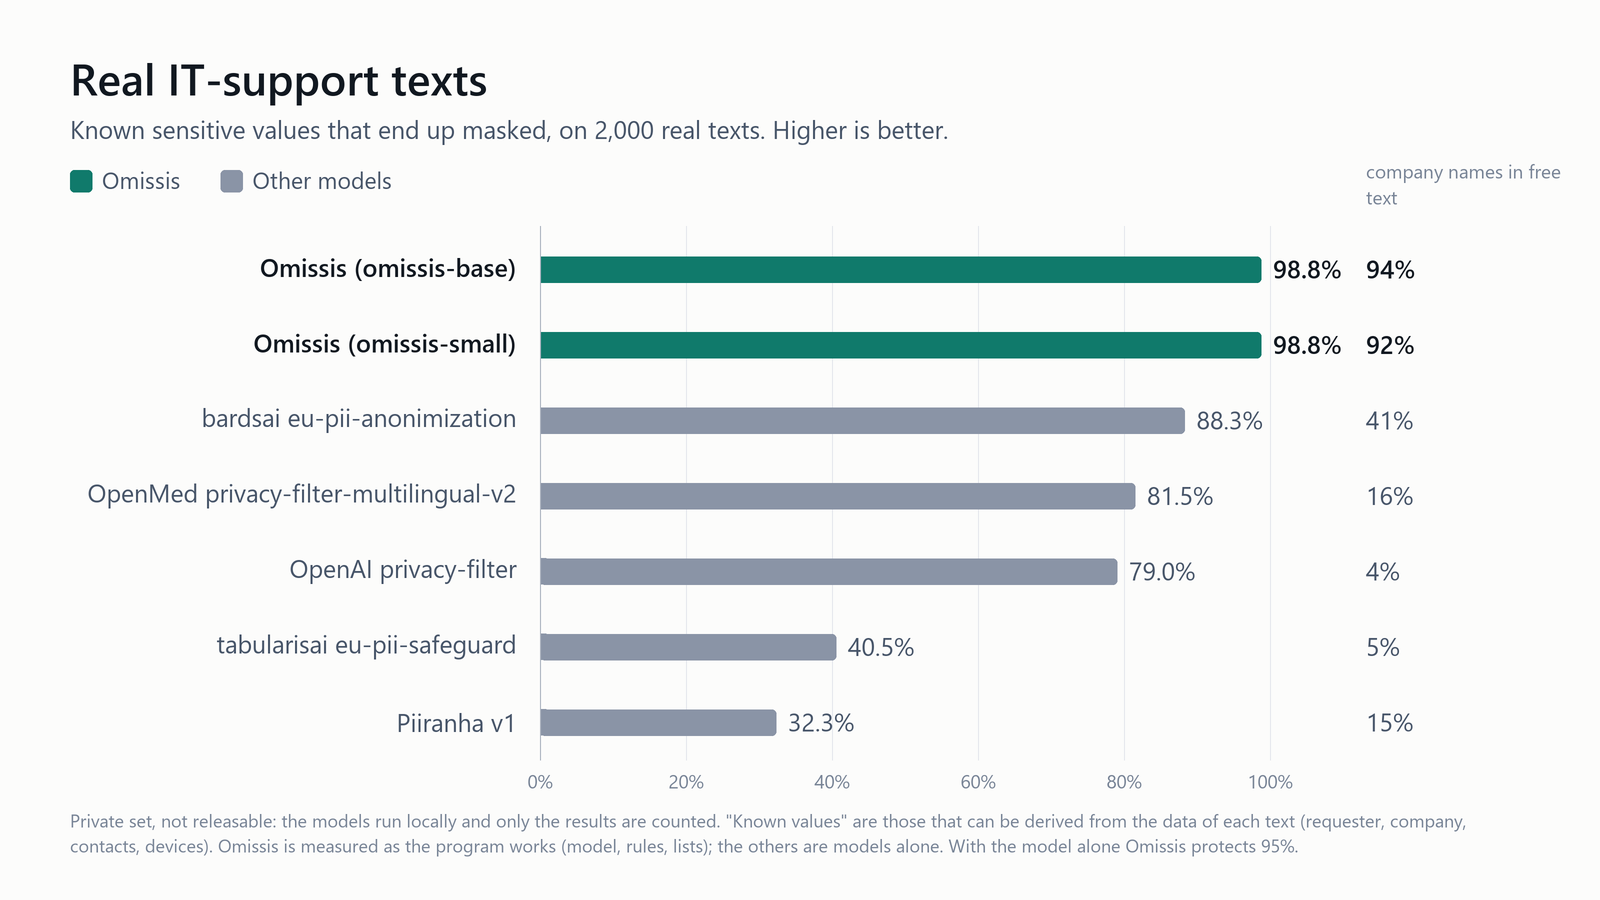 Real IT-support texts
Known sensitive values that end up masked, on 2,000 real texts. Higher is better.
Omissis
Other models
company names in free
text
Omissis (omissis-base) 98.8% 94%
Omissis (omissis-small) 98.8% 92%
bardsai eu-pii-anonimization 88.3% 41%
OpenMed privacy-filter-multilingual-v2 81.5% 16%
OpenAI privacy-filter 79.0% 4%
tabularisai eu-pii-safeguard 40.5% 5%
Piiranha v1 32.3% 15%
0% 20% 40% 60% 80% 100%
Private set, not releasable: the models run locally and only the results are counted. "Known values" are those that can be derived from the data of each text (requester, company,
contacts, devices). Omissis is measured as the program works (model, rules, lists); the others are models alone. With the model alone Omissis protects 95%.